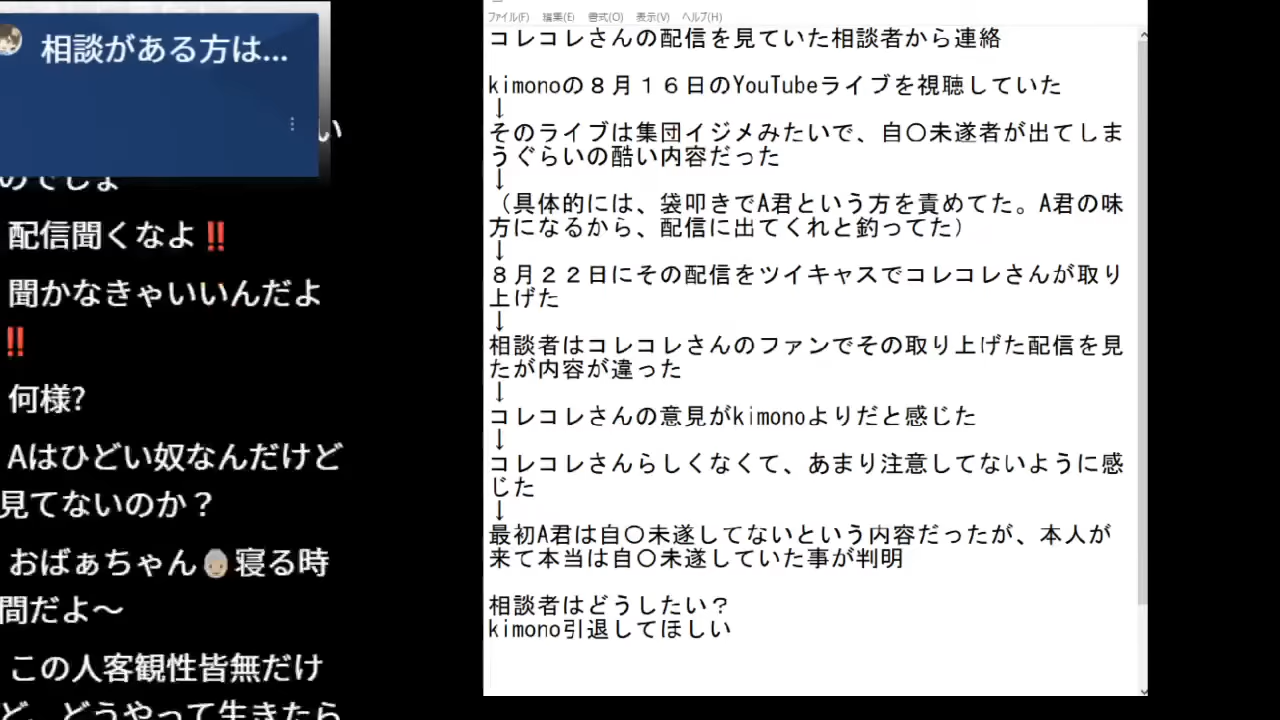 相談がある方は...
い
のでしょ
配信聞くなよ‼️
聞かなきゃいいんだよ
‼️
何様?
Aはひどい奴なんだけど
見てないのか？
おばぁちゃん👵🏼寝る時
間だよ～
この人客観性皆無だけ
ど、どうやって生きたら
ファイル(F) 編集(E) 書式(O) 表示(V) ヘルプ(H)
コレコレさんの配信を見ていた相談者から連絡
kimonoの８月１６日のYouTubeライブを視聴していた
↓
そのライブは集団イジメみたいで、自〇未遂者が出てしま
うぐらいの酷い内容だった
↓
（具体的には、袋叩きでA君という方を責めてた。A君の味
方になるから、配信に出てくれと釣ってた）
↓
８月２２日にその配信をツイキャスでコレコレさんが取り
上げた
↓
相談者はコレコレさんのファンでその取り上げた配信を見
たが内容が違った
↓
コレコレさんの意見がkimonoよりだと感じた
↓
コレコレさんらしくなくて、あまり注意してないように感
じた
↓
最初A君は自〇未遂してないという内容だったが、本人が
来て本当は自〇未遂していた事が判明
相談者はどうしたい？
kimono引退してほしい